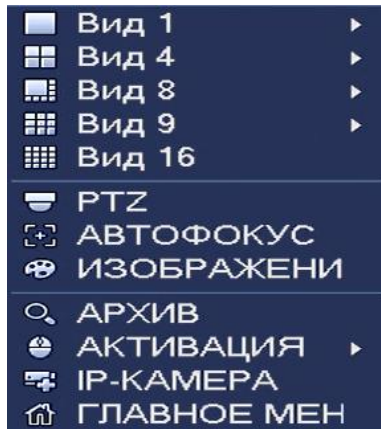 Вид 1
Вид 4
Вид 8
Вид 9
Вид 16
PTZ
АВТОФОКУС
ИЗОБРАЖЕНИ
АРХИВ
АКТИВАЦИЯ
IP-КАМЕРА
ГЛАВНОЕ МЕН